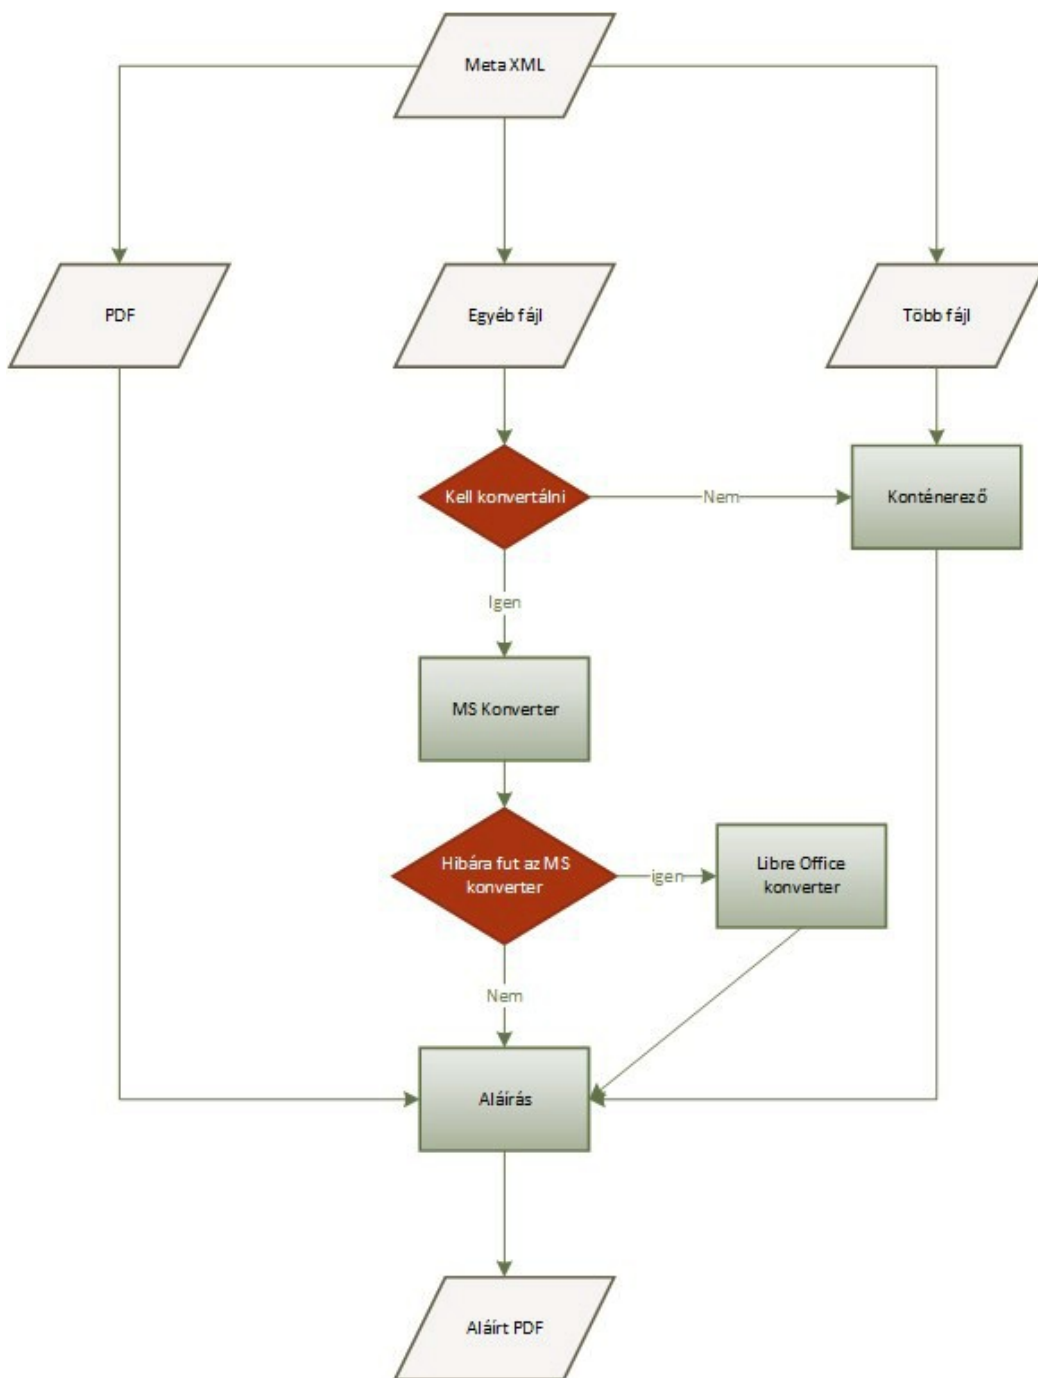 Meta XML
PDF
Egyéb fájl
Több fájl
Kell konvertálni
Nem
Konténerező
Igen
MS Konverter
Hibára fut az MS
konverter
igen
Libre Office
konverter
Nem
Aláírás
Aláírt PDF